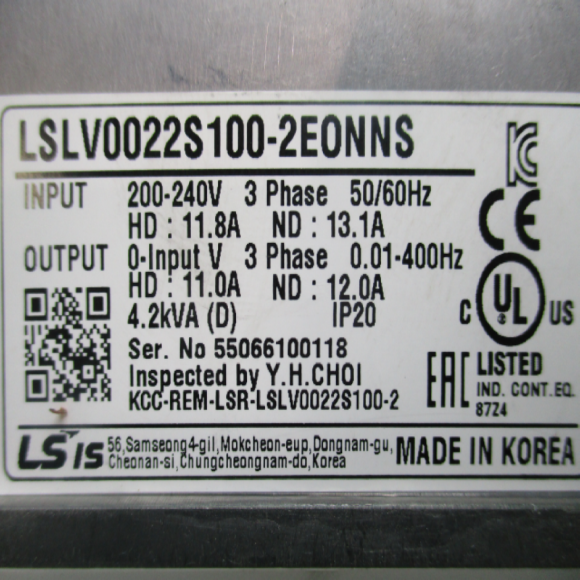 LSLV0022S100-2EONNS
INPUT 200-240V 3 Phase 50/60Hz
HD : 11.8A ND : 13.1A
OUTPUT 0-Input V 3 Phase 0.01-400Hz
HD : 11.0A ND : 12.0A
4.2kVA (D) IP20
Ser. No 55066100118
Inspected by Y.H.CHOI
KCC-REM-LSR-LSLV0022S100-2
KC
CE
C UL US
EAC LISTED
IND. CONT.EQ.
8724
LSis 56,Samseong4-gil,Mokcheon-eup,Dongnam-gu,
Cheonan-si,Chungcheongnam-do,Korea
MADE IN KOREA